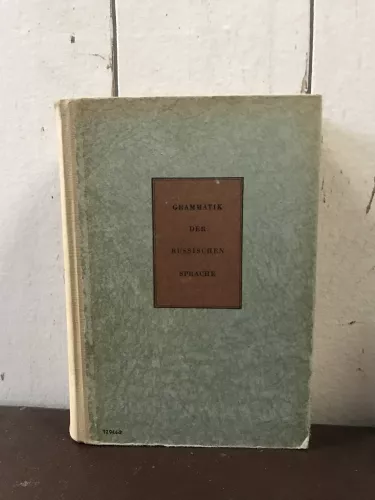 GRAMMATIK
DER
RUSSISCHEN
SPRACHE